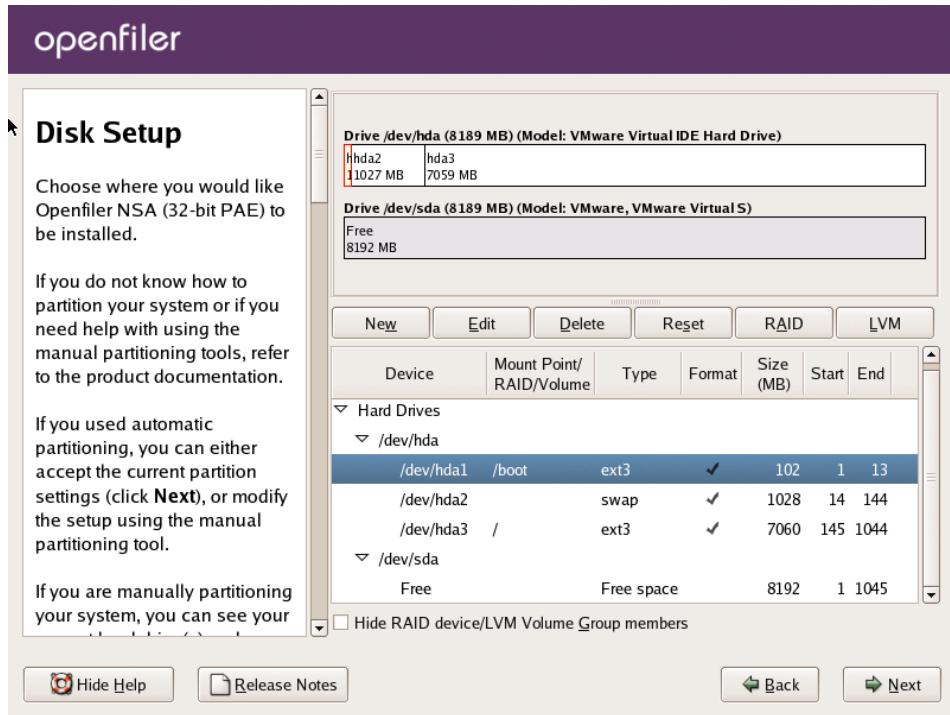 openfiler
Disk Setup
Choose where you would like
Openfiler NSA (32-bit PAE) to
be installed.
If you do not know how to
partition your system or if you
need help with using the
manual partitioning tools, refer
to the product documentation.
If you used automatic
partitioning, you can either
accept the current partition
settings (click Next), or modify
the setup using the manual
partitioning tool.
If you are manually partitioning
your system, you can see your
Drive /dev/hda (8189 MB) (Model: VMware Virtual IDE Hard Drive)
hda2 hda3
1027 MB 7059 MB
Drive /dev/sda (8189 MB) (Model: VMware, VMware Virtual S)
Free
8192 MB
New Edit Delete Reset RAID LVM
Device Mount Point/ RAID/Volume Type Format Size (MB) Start End
Hard Drives
/dev/hda
/dev/hda1 /boot ext3 102 1 13
/dev/hda2 swap 1028 14 144
/dev/hda3 / ext3 7060 145 1044
/dev/sda
Free Free space 8192 1 1045
Hide RAID device/LVM Volume Group members
Hide Help Release Notes Back Next